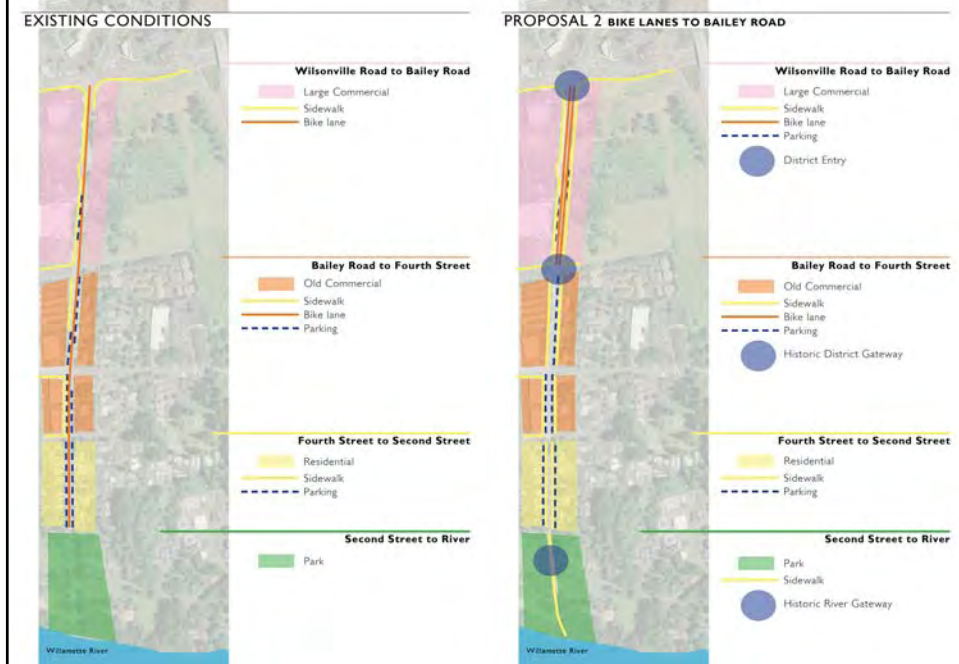 EXISTING CONDITIONS
Wilsonville Road to Bailey Road
Large Commercial
Sidewalk
Bike lane
Bailey Road to Fourth Street
Old Commercial
Sidewalk
Bike lane
Parking
Fourth Street to Second Street
Residential
Sidewalk
Parking
Second Street to River
Park
Willamette River
PROPOSAL 2 BIKE LANES TO BAILEY ROAD
Wilsonville Road to Bailey Road
Large Commercial
Sidewalk
Bike lane
Parking
District Entry
Bailey Road to Fourth Street
Old Commercial
Sidewalk
Bike lane
Parking
Historic District Gateway
Fourth Street to Second Street
Residential
Sidewalk
Parking
Second Street to River
Park
Sidewalk
Historic River Gateway
Willamette River